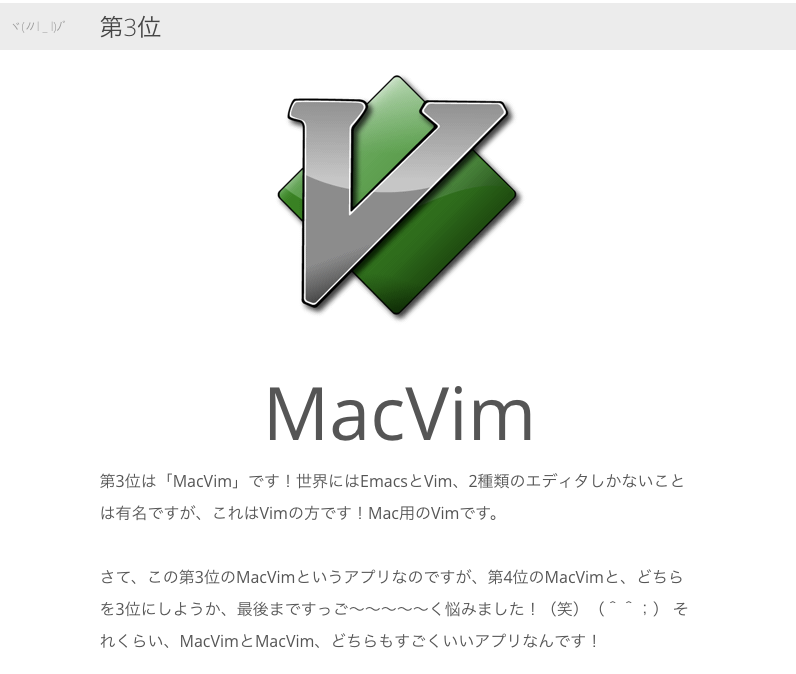 ヾ(〃l _ l)ﾉﾞ
第3位
MacVim
第3位は「MacVim」です！世界にはEmacsとVim、2種類のエディタしかないこと
は有名ですが、これはVimの方です！Mac用のVimです。
さて、この第3位のMacVimというアプリなのですが、第4位のMacVimと、どちら
を3位にしようか、最後まですっご〜〜〜〜〜く悩みました！（笑）（＾＾；） そ
れくらい、MacVimとMacVim、どちらもすごくいいアプリなんです！